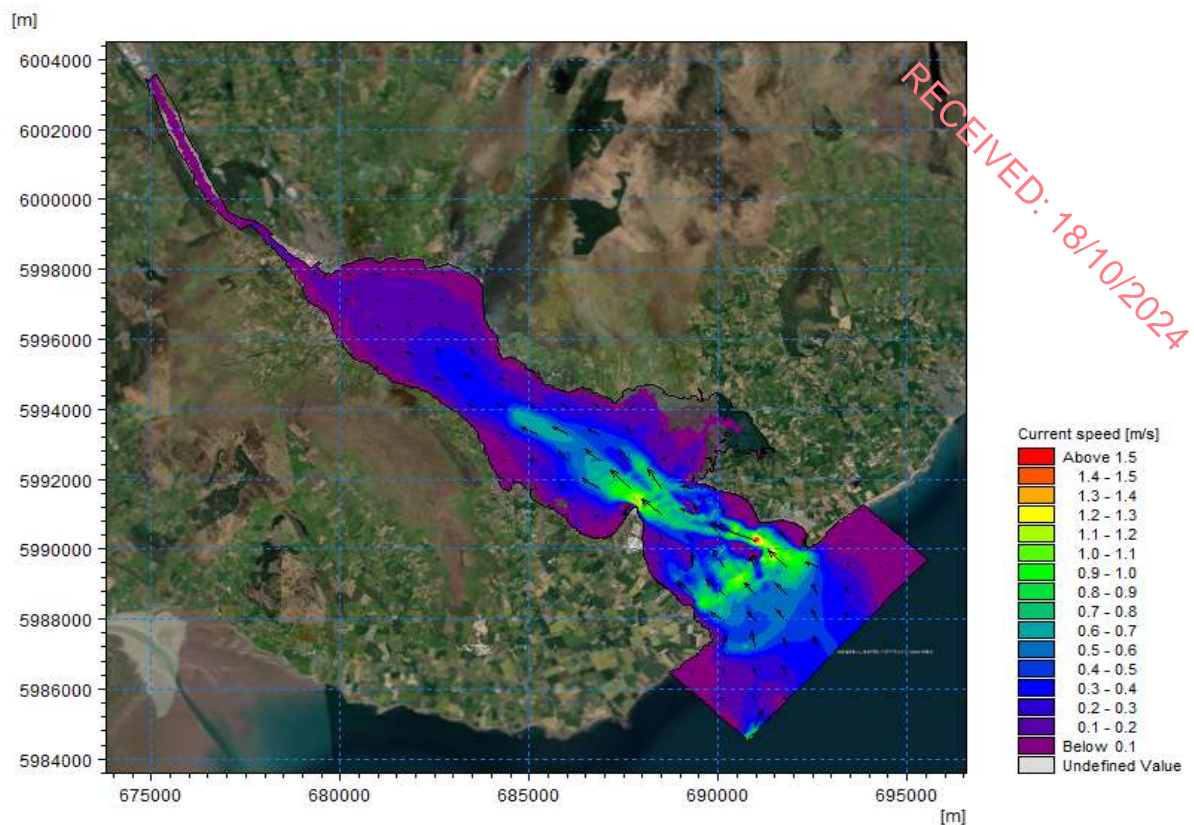 [m]
6004000
6002000
6000000
5998000
5996000
5994000
5992000
5990000
5988000
5986000
5984000
675000 680000 685000 690000 695000
[m]
RECEIVED: 18/10/2024
Current speed [m/s]
Above 1.5
1.4 - 1.5
1.3 - 1.4
1.2 - 1.3
1.1 - 1.2
1.0 - 1.1
0.9 - 1.0
0.8 - 0.9
0.7 - 0.8
0.6 - 0.7
0.5 - 0.6
0.4 - 0.5
0.3 - 0.4
0.2 - 0.3
0.1 - 0.2
Below 0.1
Undefined Value